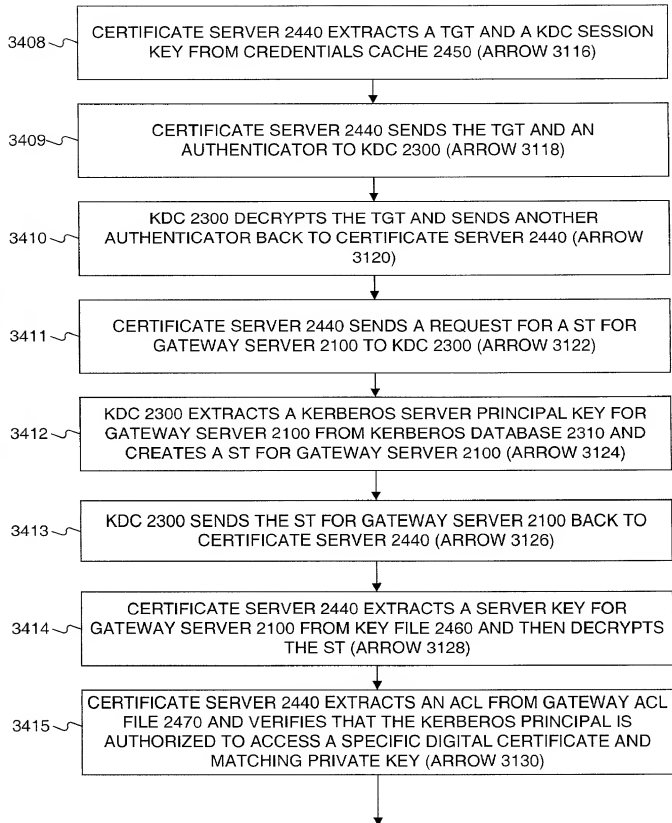 3408
CERTIFICATE SERVER 2440 EXTRACTS A TGT AND A KDC SESSION
KEY FROM CREDENTIALS CACHE 2450 (ARROW 3116)
3409
CERTIFICATE SERVER 2440 SENDS THE TGT AND AN
AUTHENTICATOR TO KDC 2300 (ARROW 3118)
3410
KDC 2300 DECRYPTS THE TGT AND SENDS ANOTHER
AUTHENTICATOR BACK TO CERTIFICATE SERVER 2440 (ARROW
3120)
3411
CERTIFICATE SERVER 2440 SENDS A REQUEST FOR A ST FOR
GATEWAY SERVER 2100 TO KDC 2300 (ARROW 3122)
3412
KDC 2300 EXTRACTS A KERBEROS SERVER PRINCIPAL KEY FOR
GATEWAY SERVER 2100 FROM KERBEROS DATABASE 2310 AND
CREATES A ST FOR GATEWAY SERVER 2100 (ARROW 3124)
3413
KDC 2300 SENDS THE ST FOR GATEWAY SERVER 2100 BACK TO
CERTIFICATE SERVER 2440 (ARROW 3126)
3414
CERTIFICATE SERVER 2440 EXTRACTS A SERVER KEY FOR
GATEWAY SERVER 2100 FROM KEY FILE 2460 AND THEN DECRYPTS
THE ST (ARROW 3128)
3415
CERTIFICATE SERVER 2440 EXTRACTS AN ACL FROM GATEWAY ACL
FILE 2470 AND VERIFIES THAT THE KERBEROS PRINCIPAL IS
AUTHORIZED TO ACCESS A SPECIFIC DIGITAL CERTIFICATE AND
MATCHING PRIVATE KEY (ARROW 3130)